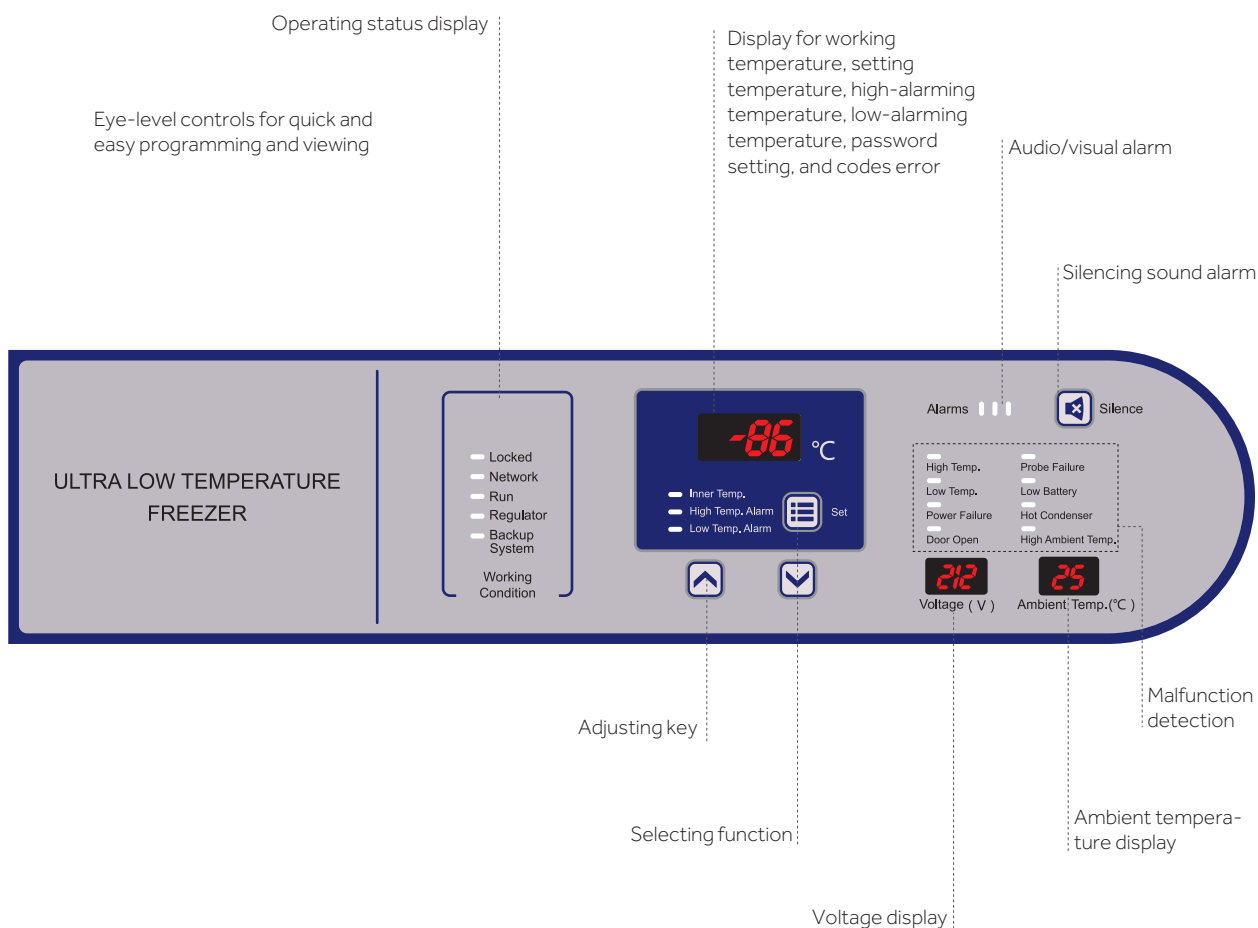 Operating status display
Display for working
temperature, setting
temperature, high-alarming
temperature, low-alarming
temperature, password
setting, and codes error
Eye-level controls for quick and
easy programming and viewing
Audio/visual alarm
Silencing sound alarm
ULTRA LOW TEMPERATURE
FREEZER
Locked
Network
Run
Regulator
Backup
System
Working
Condition
-86 °C
Inner Temp.
High Temp. Alarm
Low Temp. Alarm
Set
Alarms
Silence
High Temp.
Low Temp.
Power Failure
Door Open
Probe Failure
Low Battery
Hot Condenser
High Ambient Temp.
212
Voltage ( V )
25
Ambient Temp.(°C )
Adjusting key
Selecting function
Malfunction
detection
Ambient tempera-
ture display
Voltage display